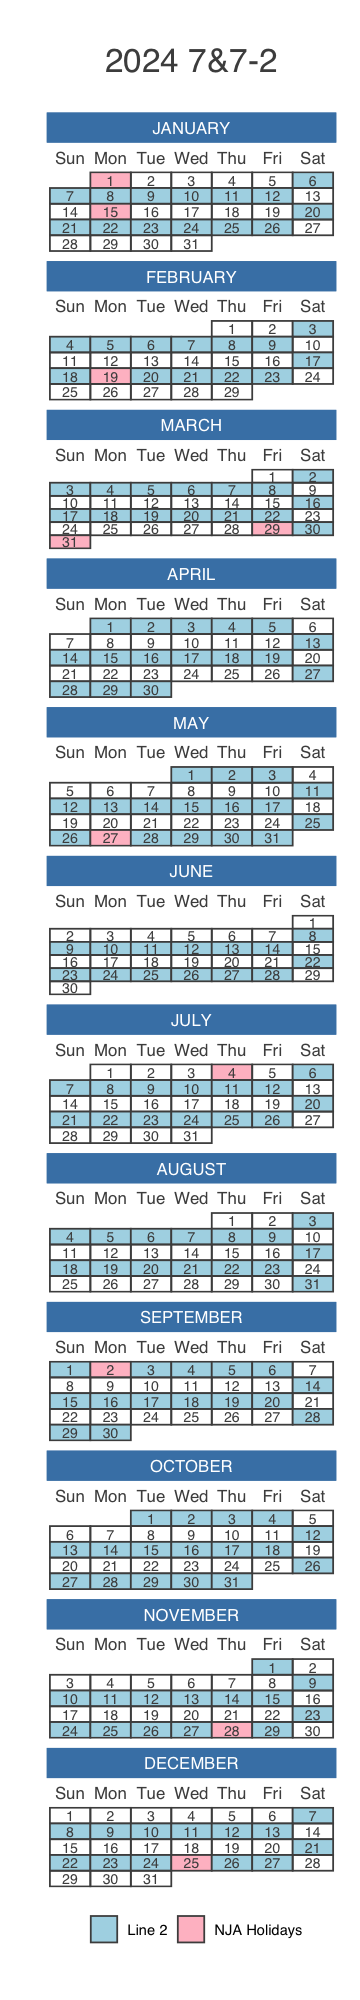 2024 7&7-2
JANUARY
Sun Mon Tue Wed Thu Fri Sat
1 2 3 4 5 6
7 8 9 10 11 12 13
14 15 16 17 18 19 20
21 22 23 24 25 26 27
28 29 30 31
FEBRUARY
Sun Mon Tue Wed Thu Fri Sat
1 2 3
4 5 6 7 8 9 10
11 12 13 14 15 16 17
18 19 20 21 22 23 24
25 26 27 28 29
MARCH
Sun Mon Tue Wed Thu Fri Sat
1 2
3 4 5 6 7 8 9
10 11 12 13 14 15 16
17 18 19 20 21 22 23
24 25 26 27 28 29 30
31
APRIL
Sun Mon Tue Wed Thu Fri Sat
1 2 3 4 5 6
7 8 9 10 11 12 13
14 15 16 17 18 19 20
21 22 23 24 25 26 27
28 29 30
MAY
Sun Mon Tue Wed Thu Fri Sat
1 2 3 4
5 6 7 8 9 10 11
12 13 14 15 16 17 18
19 20 21 22 23 24 25
26 27 28 29 30 31
JUNE
Sun Mon Tue Wed Thu Fri Sat
1
2 3 4 5 6 7 8
9 10 11 12 13 14 15
16 17 18 19 20 21 22
23 24 25 26 27 28 29
30
JULY
Sun Mon Tue Wed Thu Fri Sat
1 2 3 4 5 6
7 8 9 10 11 12 13
14 15 16 17 18 19 20
21 22 23 24 25 26 27
28 29 30 31
AUGUST
Sun Mon Tue Wed Thu Fri Sat
1 2 3
4 5 6 7 8 9 10
11 12 13 14 15 16 17
18 19 20 21 22 23 24
25 26 27 28 29 30 31
SEPTEMBER
Sun Mon Tue Wed Thu Fri Sat
1 2 3 4 5 6 7
8 9 10 11 12 13 14
15 16 17 18 19 20 21
22 23 24 25 26 27 28
29 30
OCTOBER
Sun Mon Tue Wed Thu Fri Sat
1 2 3 4 5
6 7 8 9 10 11 12
13 14 15 16 17 18 19
20 21 22 23 24 25 26
27 28 29 30 31
NOVEMBER
Sun Mon Tue Wed Thu Fri Sat
1 2
3 4 5 6 7 8 9
10 11 12 13 14 15 16
17 18 19 20 21 22 23
24 25 26 27 28 29 30
DECEMBER
Sun Mon Tue Wed Thu Fri Sat
1 2 3 4 5 6 7
8 9 10 11 12 13 14
15 16 17 18 19 20 21
22 23 24 25 26 27 28
29 30 31
Line 2 NJA Holidays